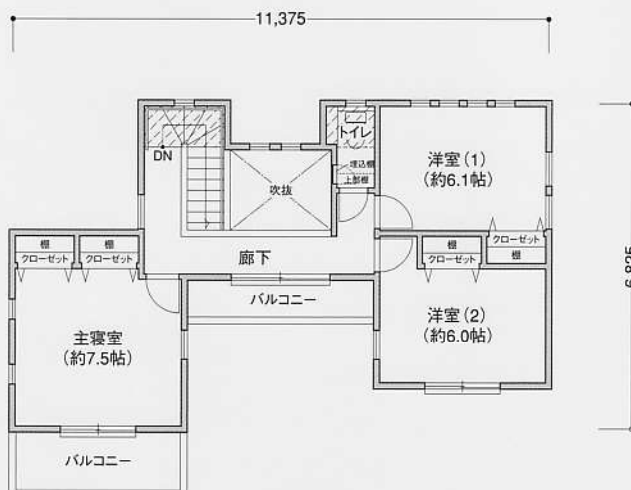 11,375
トイレ
DN
埋込棚
上部棚
洋室(1)
(約6.1帖)
吹抜
6,825
棚
棚
クローゼット
クローゼット
廊下
棚
クローゼット
クローゼット
棚
バルコニー
洋室(2)
(約6.0帖)
主寝室
(約7.5帖)
バルコニー